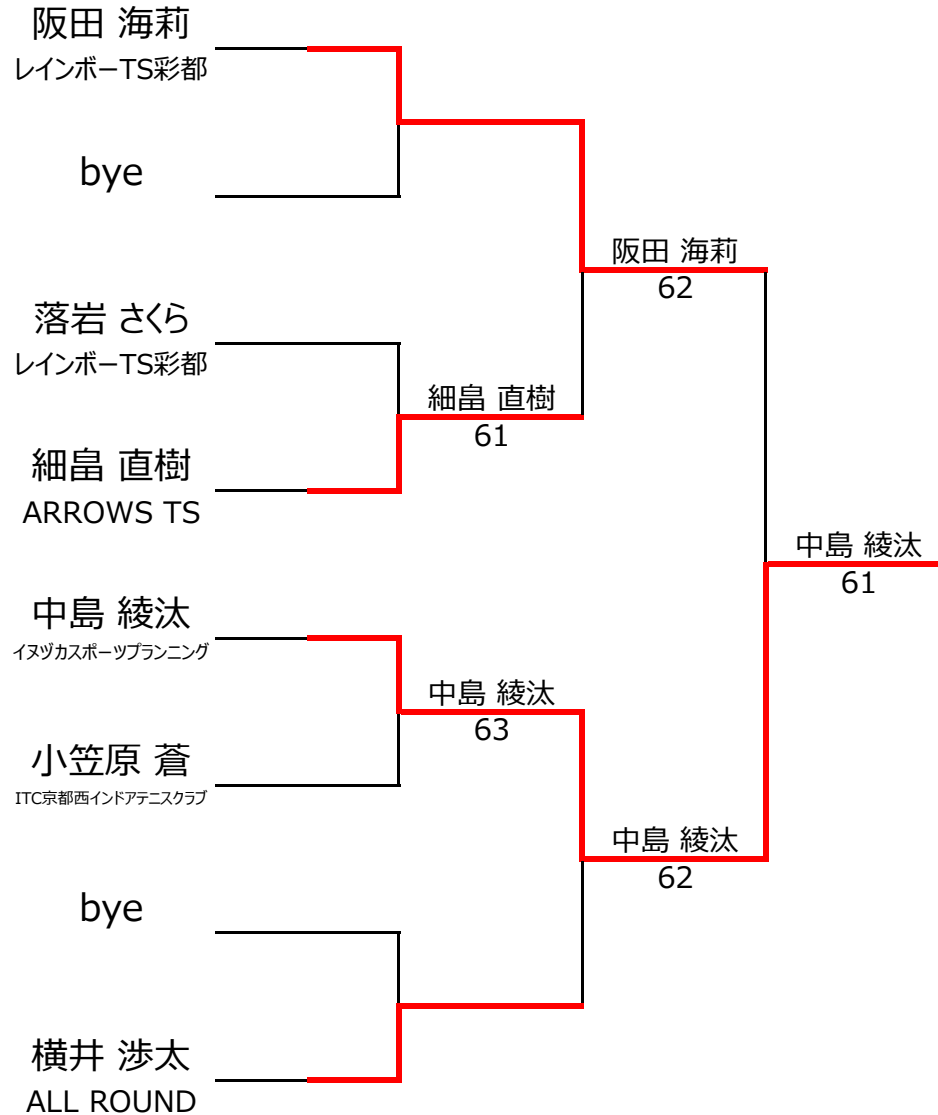 阪田 海莉
レインボーTS彩都
bye
阪田 海莉
62
落岩 さくら
レインボーTS彩都
細畠 直樹
61
細畠 直樹
ARROWS TS
中島 綾汰
61
中島 綾汰
イヌヅカスポーツプランニング
中島 綾汰
63
小笠原 蒼
ITC京都西インドアテニスクラブ
中島 綾汰
62
bye
横井 渉太
ALL ROUND